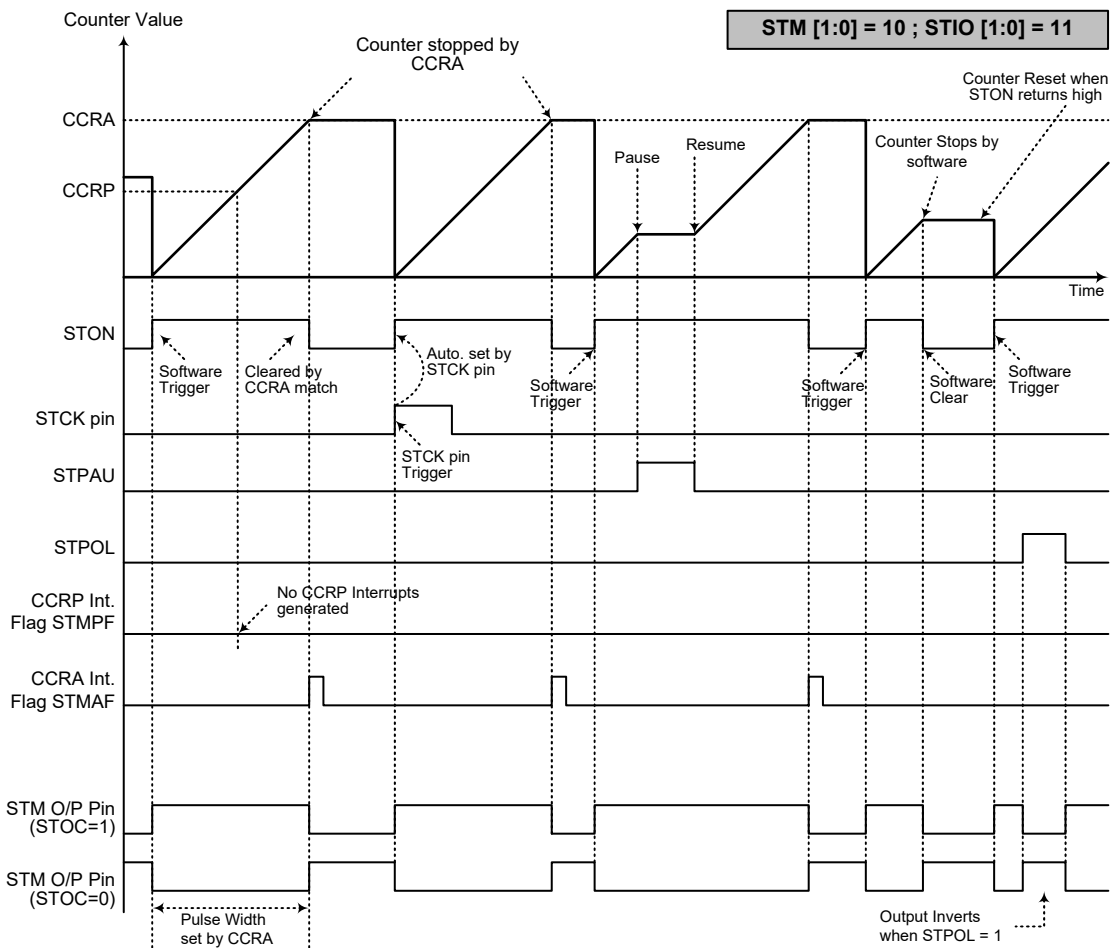 Counter Value
STM [1:0] = 10 ; STIO [1:0] = 11
Counter stopped by
CCRA
Counter Reset when
STON returns high
CCRA
Pause
Resume
Counter Stops by
software
CCRP
Time
STON
Software
Trigger
Cleared by
CCRA match
Auto. set by
STCK pin
Software
Trigger
Software
Trigger
Software
Clear
Software
Trigger
STCK pin
STCK pin
Trigger
STPAU
STPOL
CCRP Int.
Flag STMPF
No CCRP Interrupts
generated
CCRA Int.
Flag STMAF
STM O/P Pin
(STOC=1)
STM O/P Pin
(STOC=0)
Pulse Width
set by CCRA
Output Inverts
when STPOL = 1